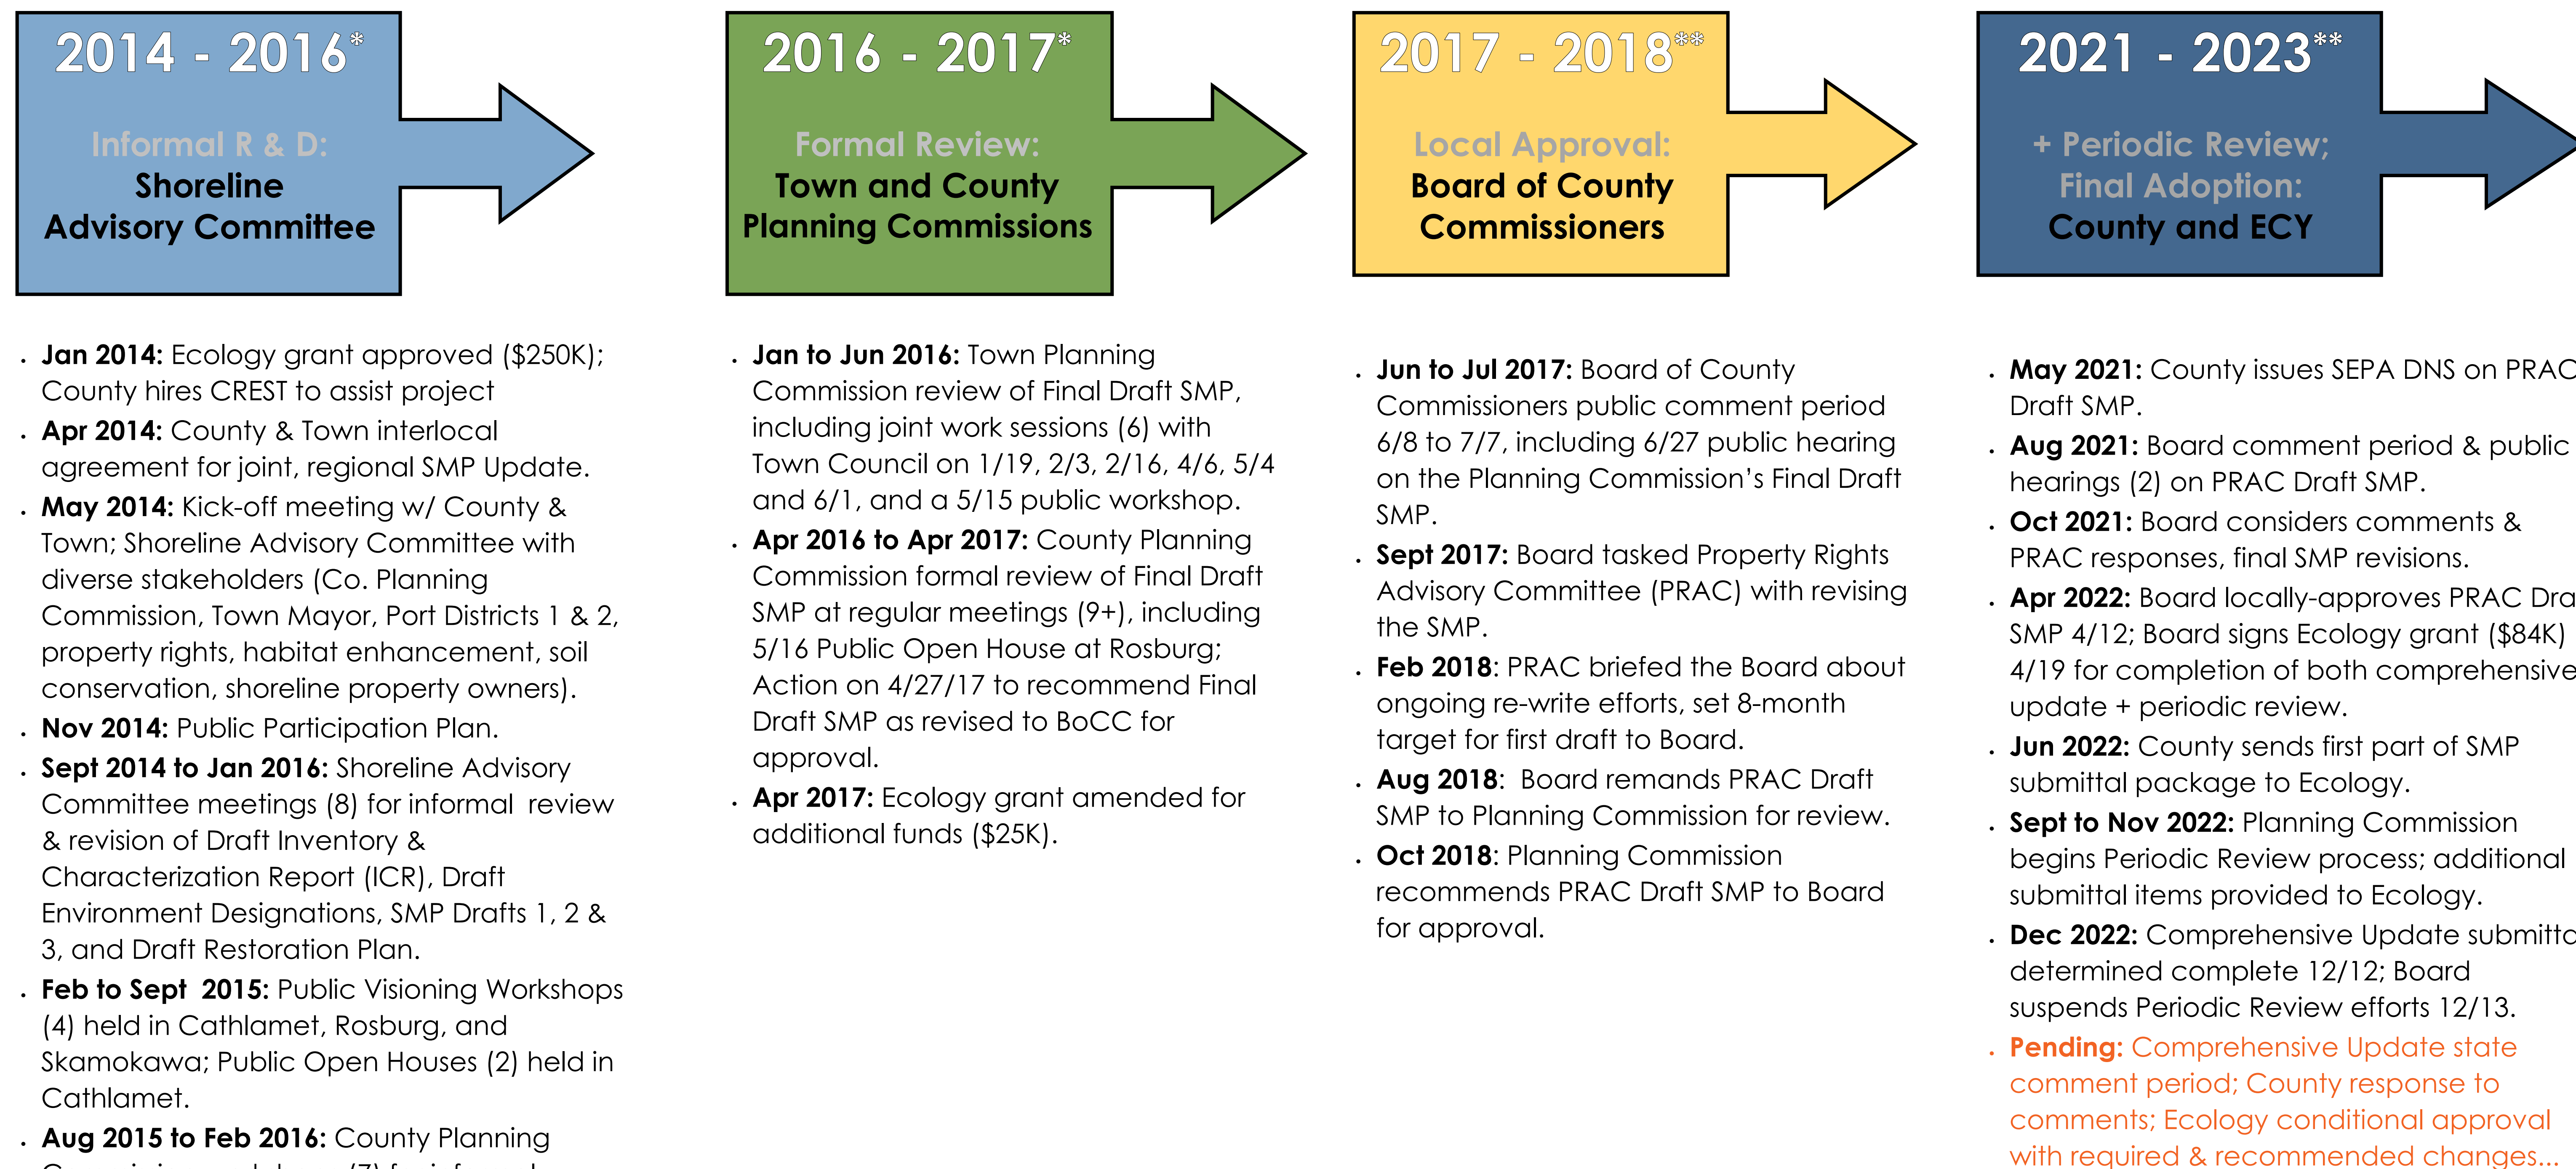 2014 - 2016*
Informal R & D:
Shoreline
Advisory Committee
• Jan 2014: Ecology grant approved ($250K);
County hires CREST to assist project
• Apr 2014: County & Town interlocal
agreement for joint, regional SMP Update.
• May 2014: Kick-off meeting w/ County &
Town; Shoreline Advisory Committee with
diverse stakeholders (Co. Planning
Commission, Town Mayor, Port Districts 1 & 2,
property rights, habitat enhancement, soil
conservation, shoreline property owners).
• Nov 2014: Public Participation Plan.
• Sept 2014 to Jan 2016: Shoreline Advisory
Committee meetings (8) for informal review
& revision of Draft Inventory &
Characterization Report (ICR), Draft
Environment Designations, SMP Drafts 1, 2 &
3, and Draft Restoration Plan.
• Feb to Sept 2015: Public Visioning Workshops
(4) held in Cathlamet, Rosburg, and
Skamokawa; Public Open Houses (2) held in
Cathlamet.
• Aug 2015 to Feb 2016: County Planning
2016 - 2017*
Formal Review:
Town and County
Planning Commissions
• Jan to Jun 2016: Town Planning
Commission review of Final Draft SMP,
including joint work sessions (6) with
Town Council on 1/19, 2/3, 2/16, 4/6, 5/4
and 6/1, and a 5/15 public workshop.
• Apr 2016 to Apr 2017: County Planning
Commission formal review of Final Draft
SMP at regular meetings (9+), including
5/16 Public Open House at Rosburg;
Action on 4/27/17 to recommend Final
Draft SMP as revised to BoCC for
approval.
• Apr 2017: Ecology grant amended for
additional funds ($25K).
2017 - 2018**
Local Approval:
Board of County
Commissioners
• Jun to Jul 2017: Board of County
Commissioners public comment period
6/8 to 7/7, including 6/27 public hearing
on the Planning Commission’s Final Draft
SMP.
• Sept 2017: Board tasked Property Rights
Advisory Committee (PRAC) with revising
the SMP.
• Feb 2018: PRAC briefed the Board about
ongoing re-write efforts, set 8-month
target for first draft to Board.
• Aug 2018: Board remands PRAC Draft
SMP to Planning Commission for review.
• Oct 2018: Planning Commission
recommends PRAC Draft SMP to Board
for approval.
2021 - 2023**
+ Periodic Review;
Final Adoption:
County and ECY
• May 2021: County issues SEPA DNS on PRAC
Draft SMP.
• Aug 2021: Board comment period & public
hearings (2) on PRAC Draft SMP.
• Oct 2021: Board considers comments &
PRAC responses, final SMP revisions.
• Apr 2022: Board locally-approves PRAC Dra
SMP 4/12; Board signs Ecology grant ($84K)
4/19 for completion of both comprehensive
update + periodic review.
• Jun 2022: County sends first part of SMP
submittal package to Ecology.
• Sept to Nov 2022: Planning Commission
begins Periodic Review process; additional
submittal items provided to Ecology.
• Dec 2022: Comprehensive Update submitta
determined complete 12/12; Board
suspends Periodic Review efforts 12/13.
• Pending: Comprehensive Update state
comment period; County response to
comments; Ecology conditional approval
with required & recommended changes...